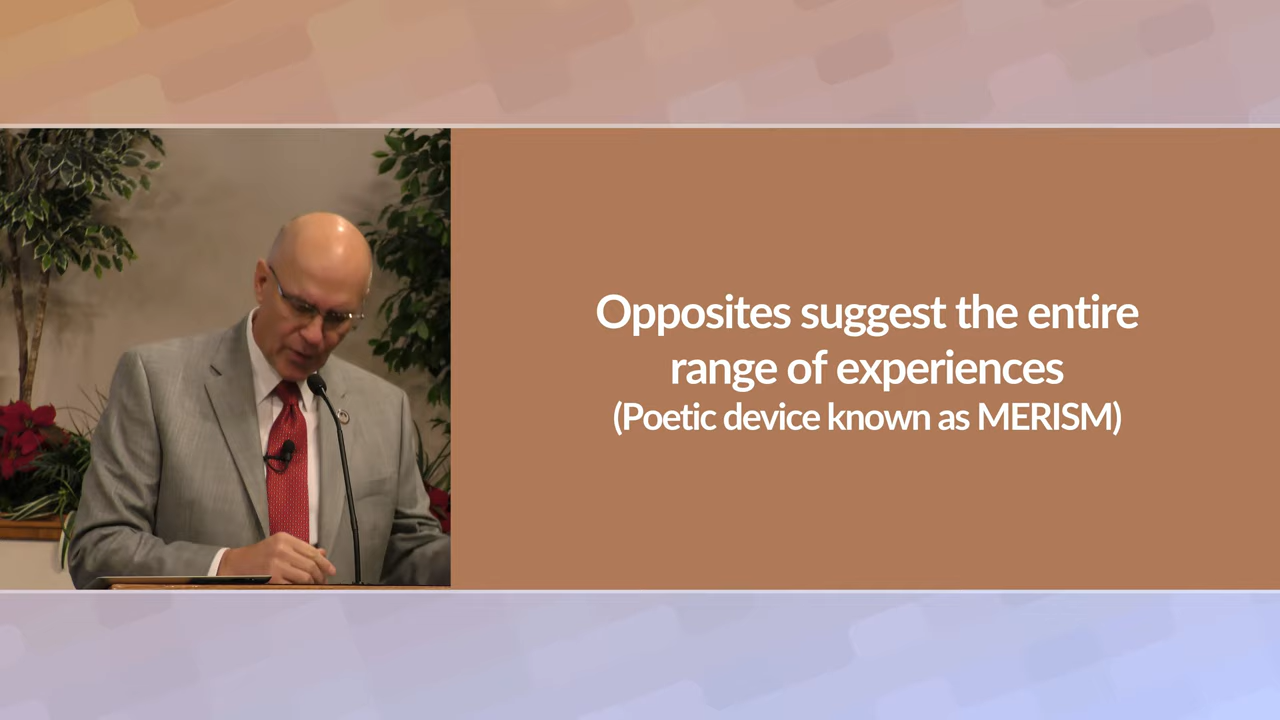 Opposites suggest the entire
range of experiences
(Poetic device known as MERISM)